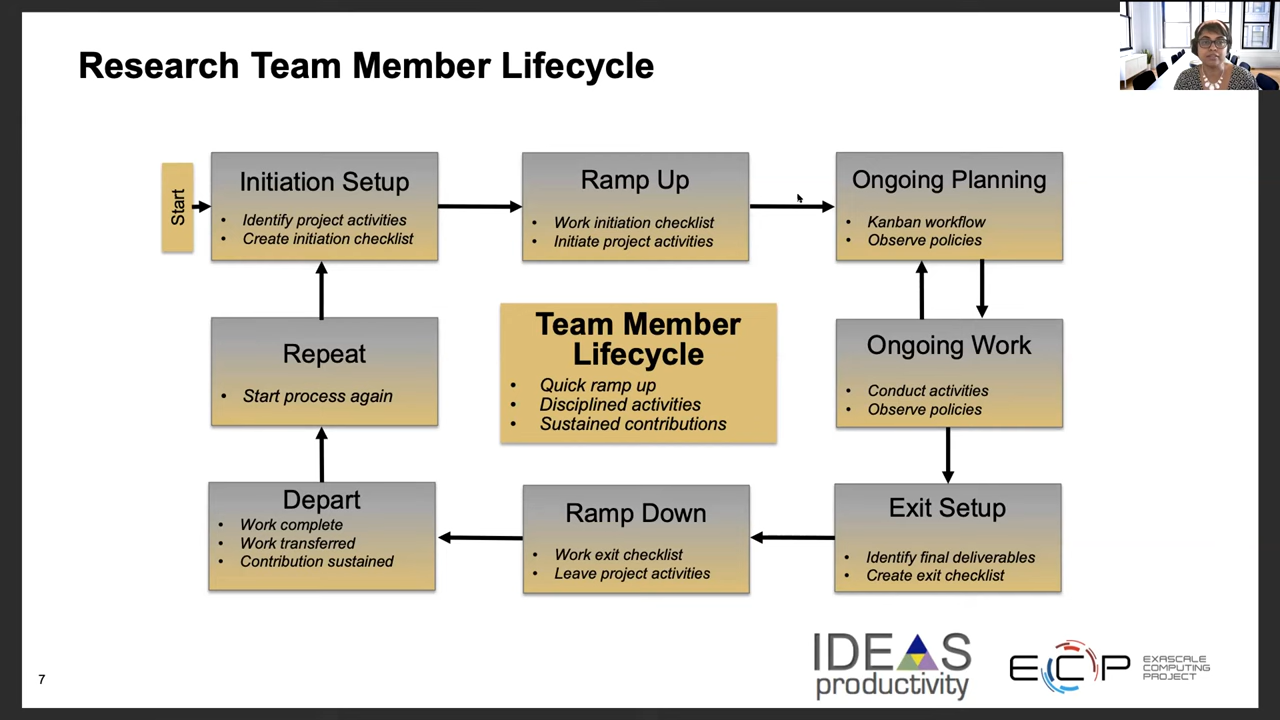 Research Team Member Lifecycle
Start
Initiation Setup
• Identify project activities
• Create initiation checklist
Ramp Up
• Work initiation checklist
• Initiate project activities
Ongoing Planning
• Kanban workflow
• Observe policies
Repeat
• Start process again
Team Member
Lifecycle
• Quick ramp up
• Disciplined activities
• Sustained contributions
Ongoing Work
• Conduct activities
• Observe policies
Depart
• Work complete
• Work transferred
• Contribution sustained
Ramp Down
• Work exit checklist
• Leave project activities
Exit Setup
• Identify final deliverables
• Create exit checklist
7
IDEAS
productivity
ECP
EXASCALE
COMPUTING
PROJECT